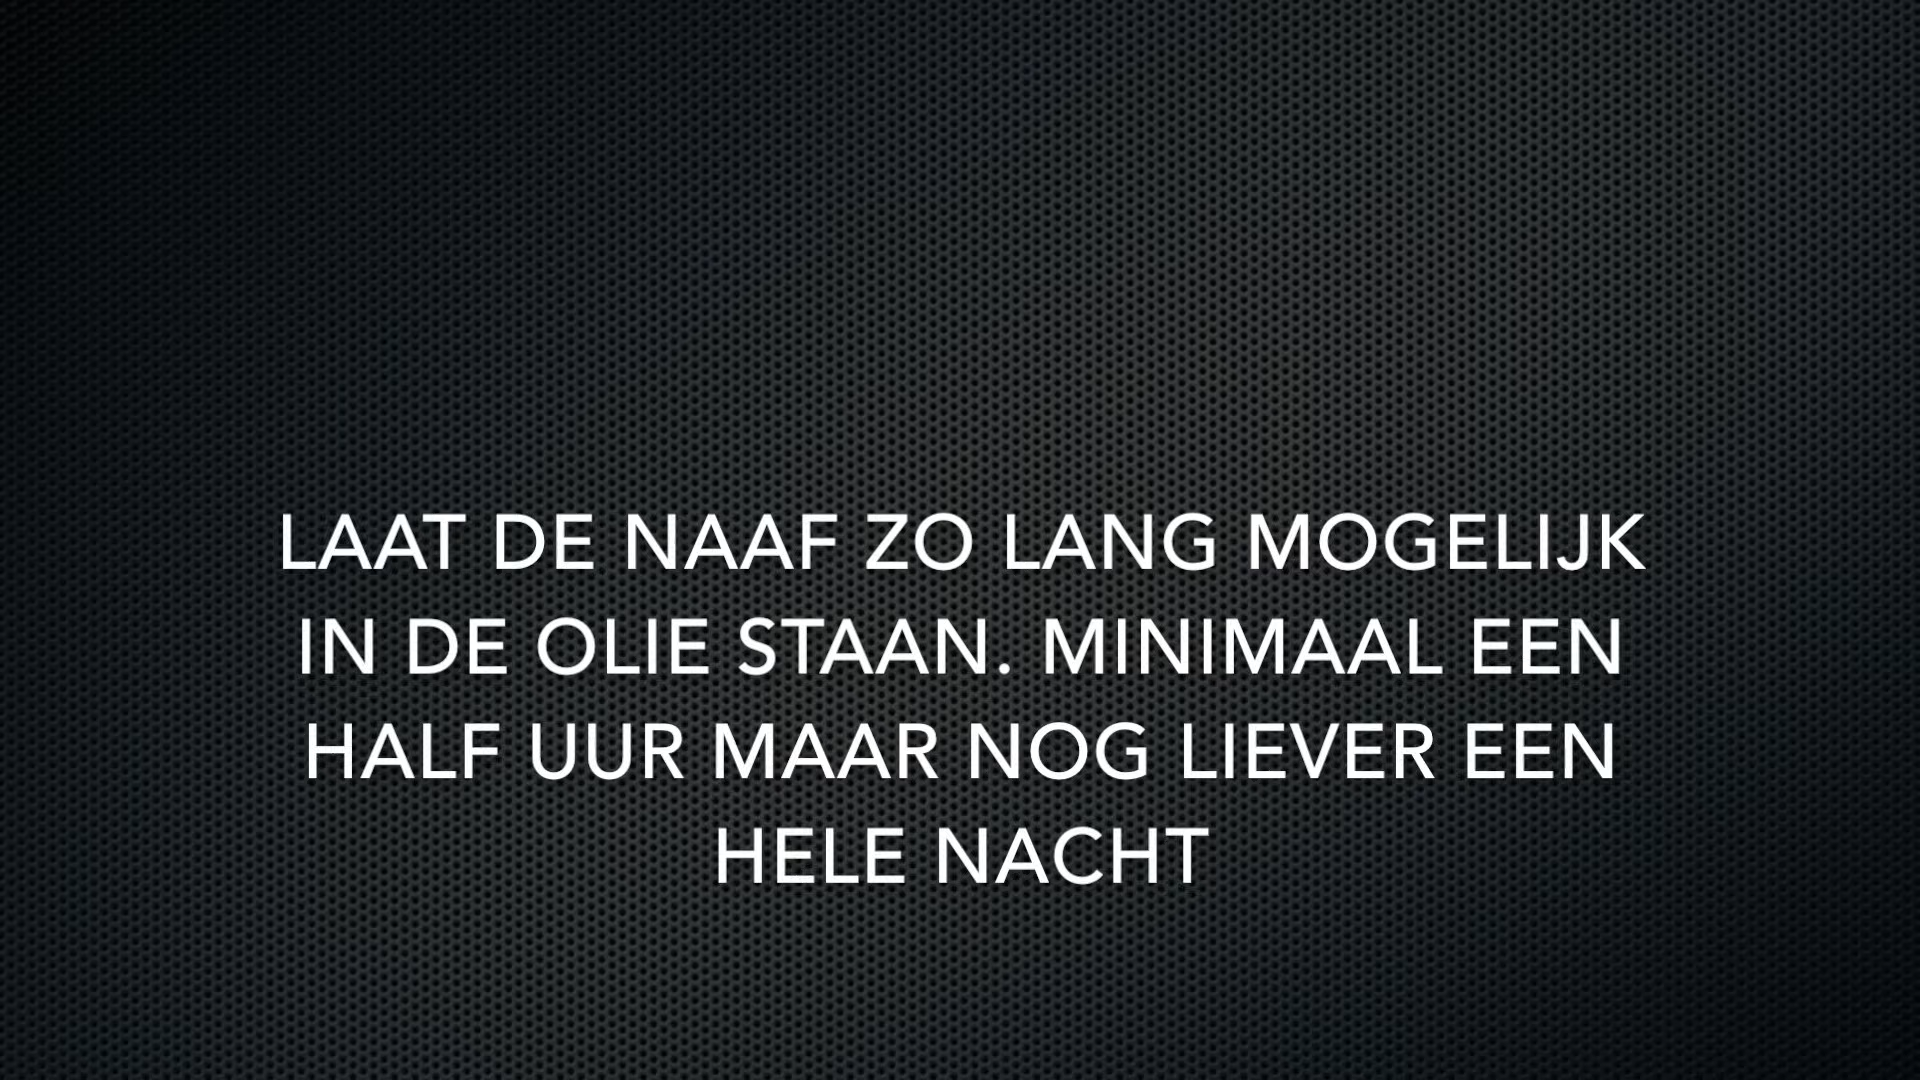 LAAT DE NAAF ZO LANG MOGELIJK
IN DE OLIE STAAN. MINIMAAL EEN
HALF UUR MAAR NOG LIEVER EEN
HELE NACHT